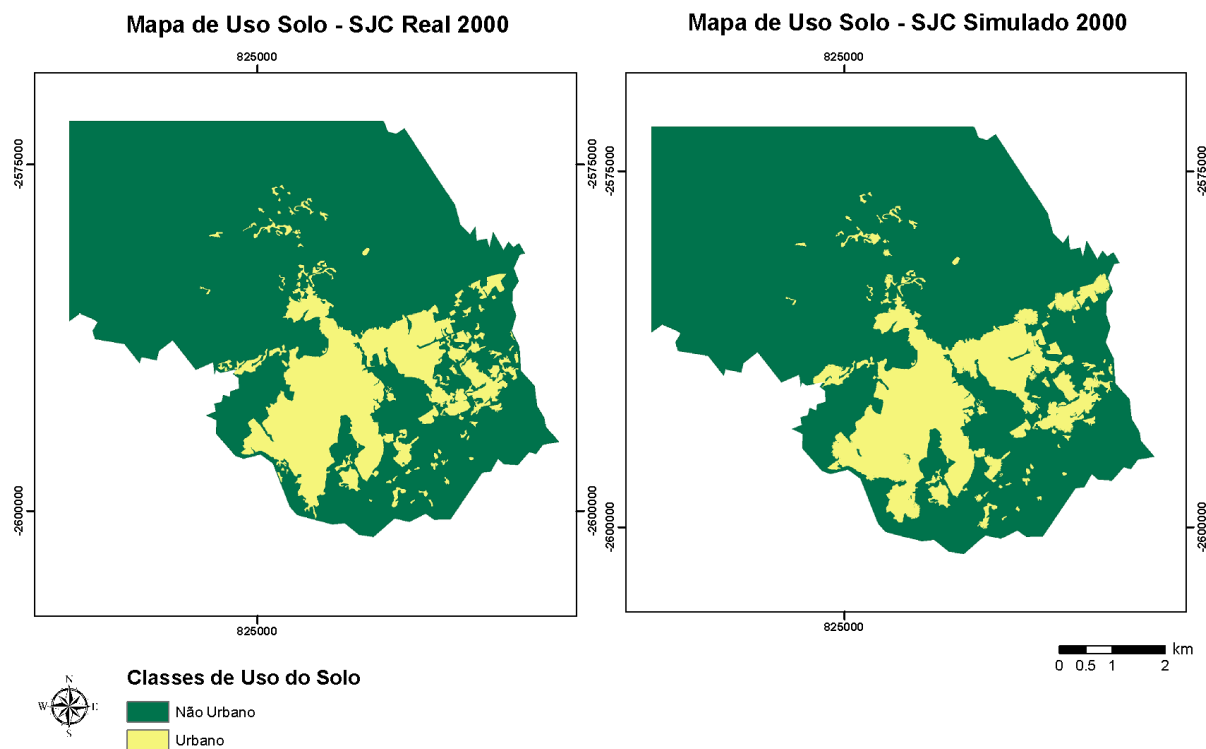 Mapa de Uso Solo - SJC Real 2000
Mapa de Uso Solo - SJC Simulado 2000
825000
825000
-2575000
-2575000
-2575000
-2600000
-2600000
-2600000
825000
825000
km
0 0.5 1 2
Classes de Uso do Solo
N
W E
S
Não Urbano
Urbano